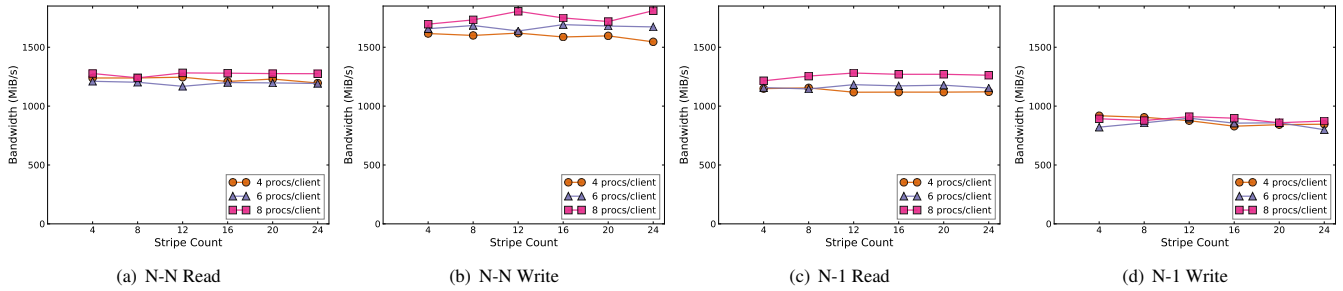 1500
1000
500
0
Bandwidth (MiB/s)
4 8 12 16 20 24
Stripe Count
4 procs/client
6 procs/client
8 procs/client
(a) N-N Read
1500
1000
500
0
Bandwidth (MiB/s)
4 8 12 16 20 24
Stripe Count
4 procs/client
6 procs/client
8 procs/client
(b) N-N Write
1500
1000
500
0
Bandwidth (MiB/s)
4 8 12 16 20 24
Stripe Count
4 procs/client
6 procs/client
8 procs/client
(c) N-1 Read
1500
1000
500
0
Bandwidth (MiB/s)
4 8 12 16 20 24
Stripe Count
4 procs/client
6 procs/client
8 procs/client
(d) N-1 Write